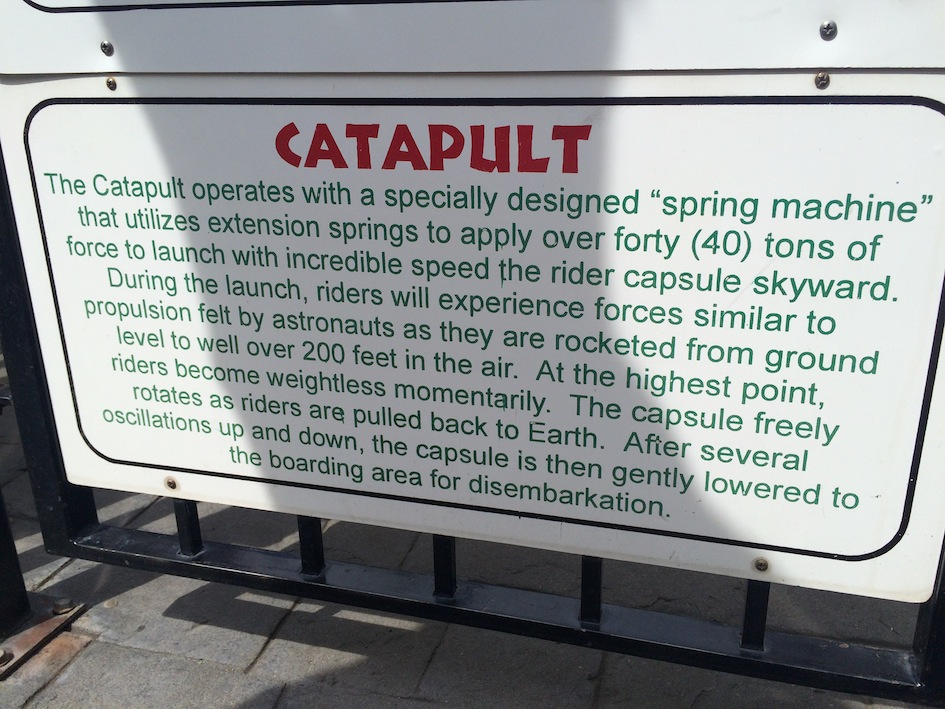 CATAPULT
The Catapult operates with a specially designed “spring machine”
that utilizes extension springs to apply over forty (40) tons of
force to launch with incredible speed the rider capsule skyward.
During the launch, riders will experience forces similar to
propulsion felt by astronauts as they are rocketed from ground
level to well over 200 feet in the air. At the highest point,
riders become weightless momentarily. The capsule freely
rotates as riders are pulled back to Earth. After several
oscillations up and down, the capsule is then gently lowered to
the boarding area for disembarkation.